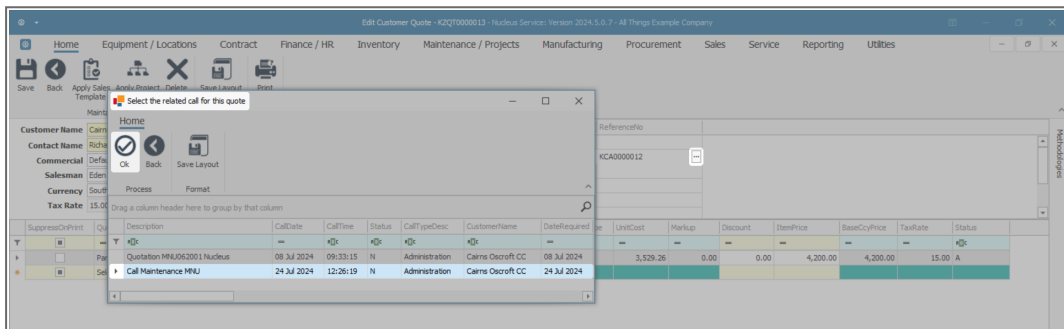 Edit Customer Quote - KZQT0000013 - Nucleus Service: Version 2024.5.0.7 - All Things Example Company
Home Equipment / Locations Contract Finance / HR Inventory Maintenance / Projects Manufacturing Procurement Sales Service Reporting Utilities
Save Back Apply Sales Apply Project Delete Save Layout Print
Template
Select the related call for this quote
Home
Ok Back Save Layout
Process Format
Customer Name
Contact Name
Commercial
Salesman Eden
Currency
Tax Rate 15.00
ReferenceNo
KCA0000012
Methodologies
Drag a column header here to group by that column
Description CallDate CallTime Status CallTypeDesc CustomerName DateRequired
Quotation MNU062001 Nucleus 08 Jul 2024 09:33:15 N Administration Cairns Oscroft CC 08 Jul 2024
Call Maintenance MNU 24 Jul 2024 12:26:19 N Administration Cairns Oscroft CC 24 Jul 2024
SuppressOnPrint UnitCost Markup Discount ItemPrice BaseCcyPrice TaxRate Status
3,529.26 0.00 0.00 4,200.00 4,200.00 15.00 A